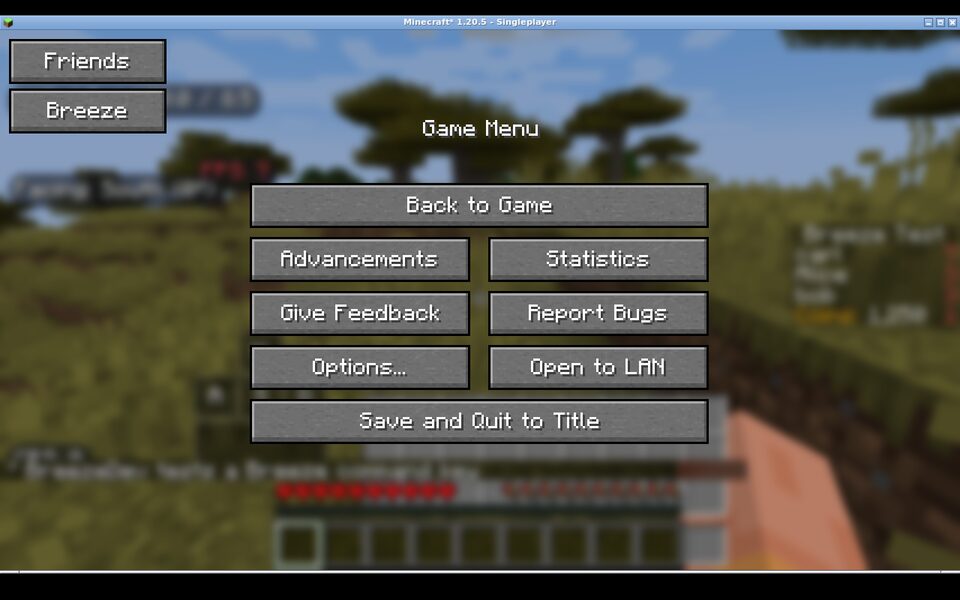 Minecraft* 1.20.5 - Singleplayer
Friends
Breeze
Game Menu
Back to Game
Advancements
Statistics
Give Feedback
Report Bugs
Options...
Open to LAN
Save and Quit to Title